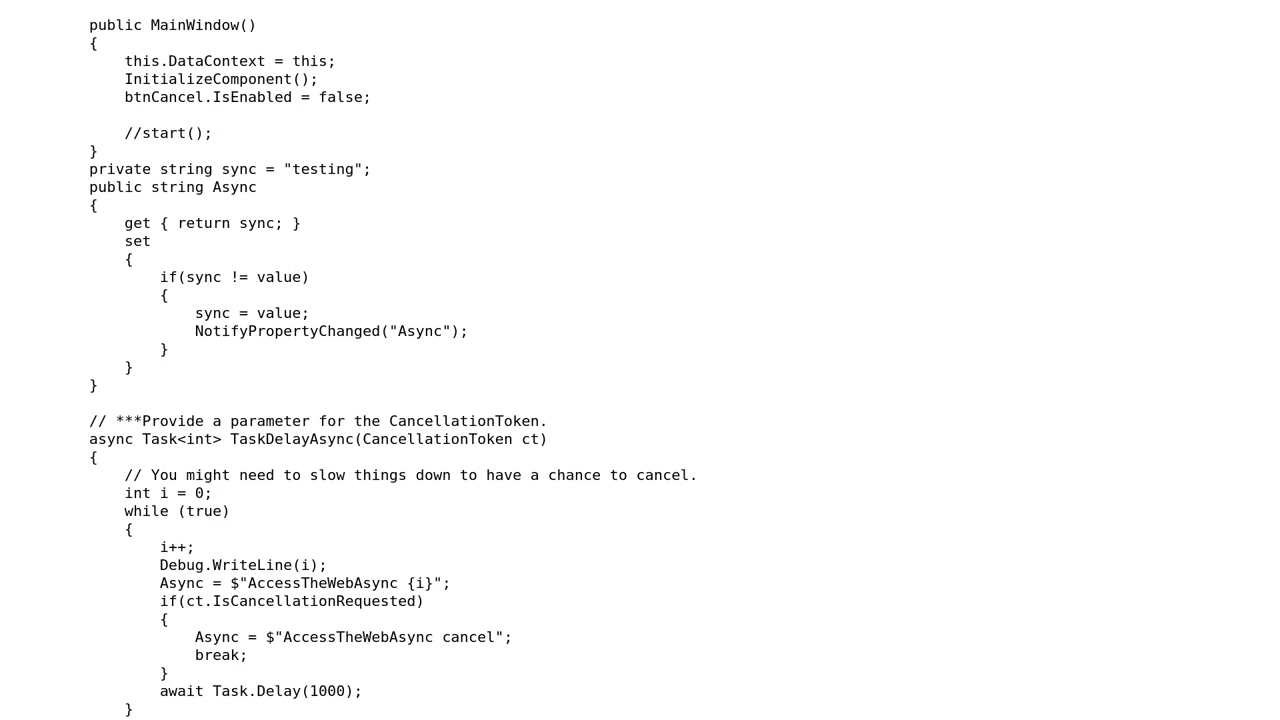 public MainWindow()
{
    this.DataContext = this;
    InitializeComponent();
    btnCancel.IsEnabled = false;

    //start();
}
private string sync = "testing";
public string Async
{
    get { return sync; }
    set
    {
        if(sync != value)
        {
            sync = value;
            NotifyPropertyChanged("Async");
        }
    }
}

// ***Provide a parameter for the CancellationToken.
async Task<int> TaskDelayAsync(CancellationToken ct)
{
    // You might need to slow things down to have a chance to cancel.
    int i = 0;
    while (true)
    {
        i++;
        Debug.WriteLine(i);
        Async = $"AccessTheWebAsync {i}";
        if(ct.IsCancellationRequested)
        {
            Async = $"AccessTheWebAsync cancel";
            break;
        }
        await Task.Delay(1000);
    }